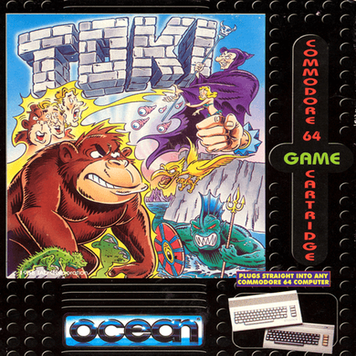 TOKI
COMMODORE 64
GAME
CARTRIDGE
PLUGS STRAIGHT INTO ANY
COMMODORE 64 COMPUTER
ocean